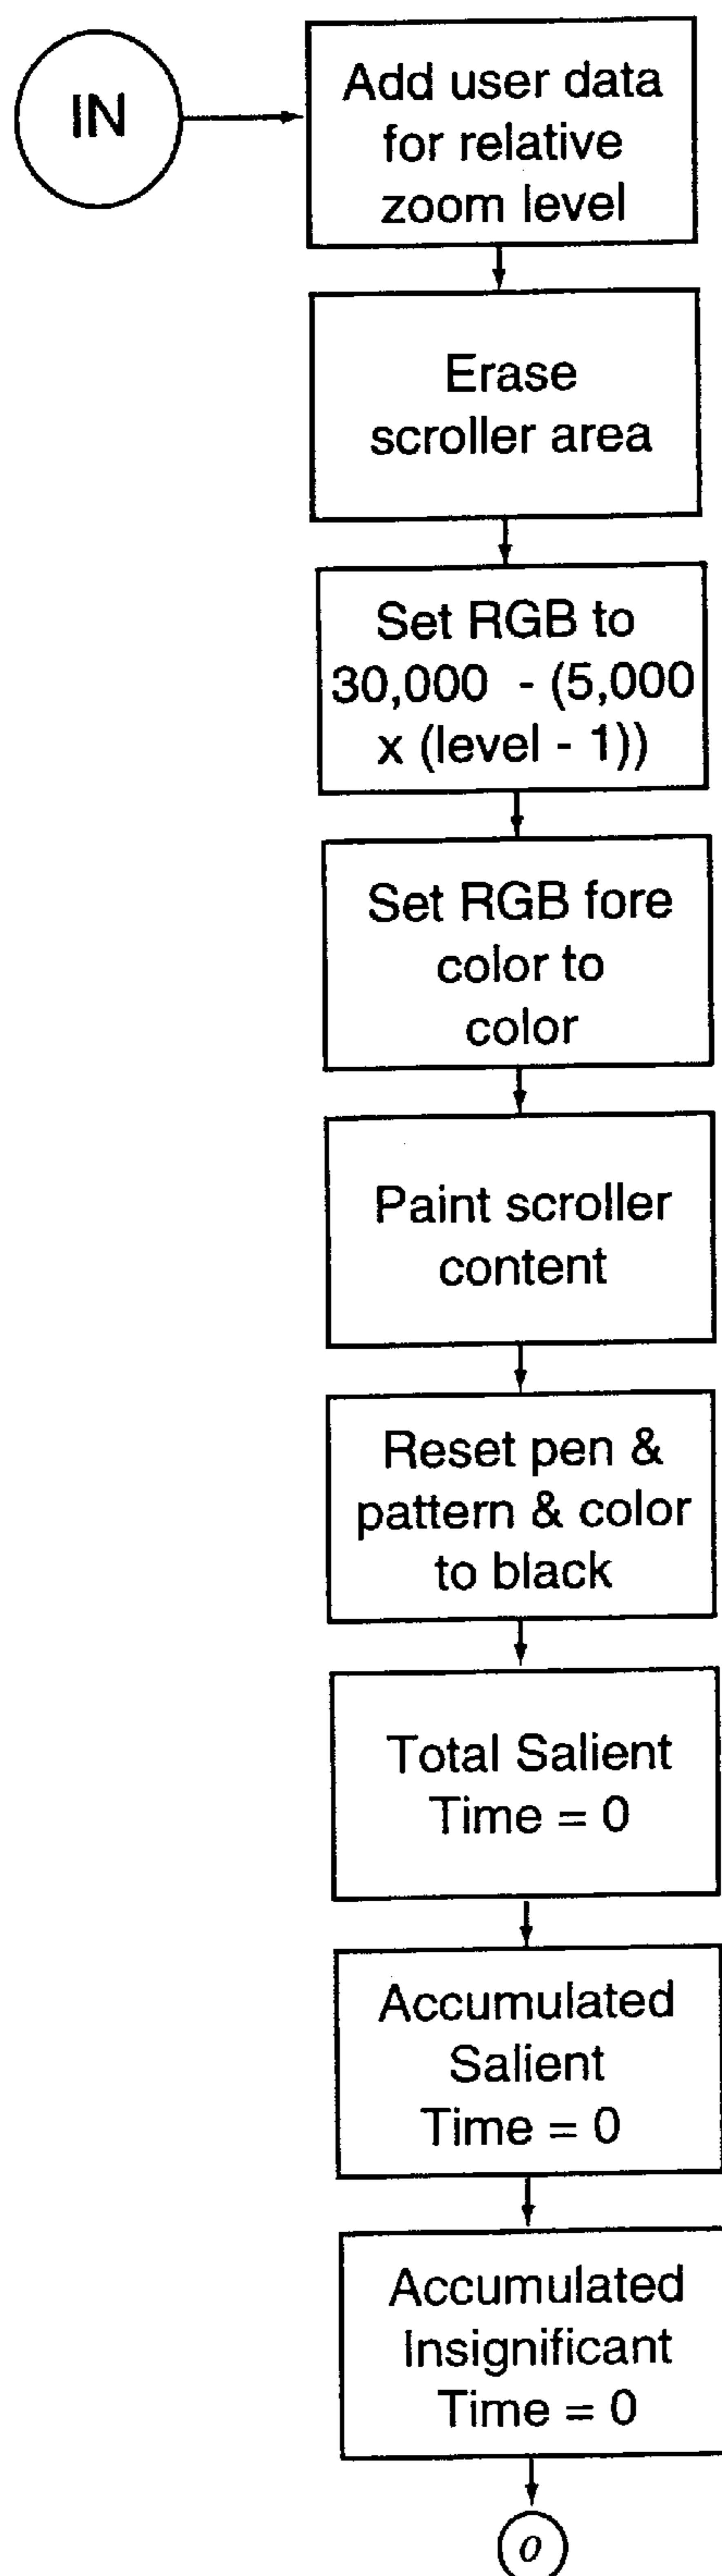 IN
Add user data
for relative
zoom level
Erase
scroller area
Set RGB to
30,000 - (5,000
x (level - 1))
Set RGB fore
color to
color
Paint scroller
content
Reset pen &
pattern & color
to black
Total Salient
Time = 0
Accumulated
Salient
Time = 0
Accumulated
Insignificant
Time = 0
o